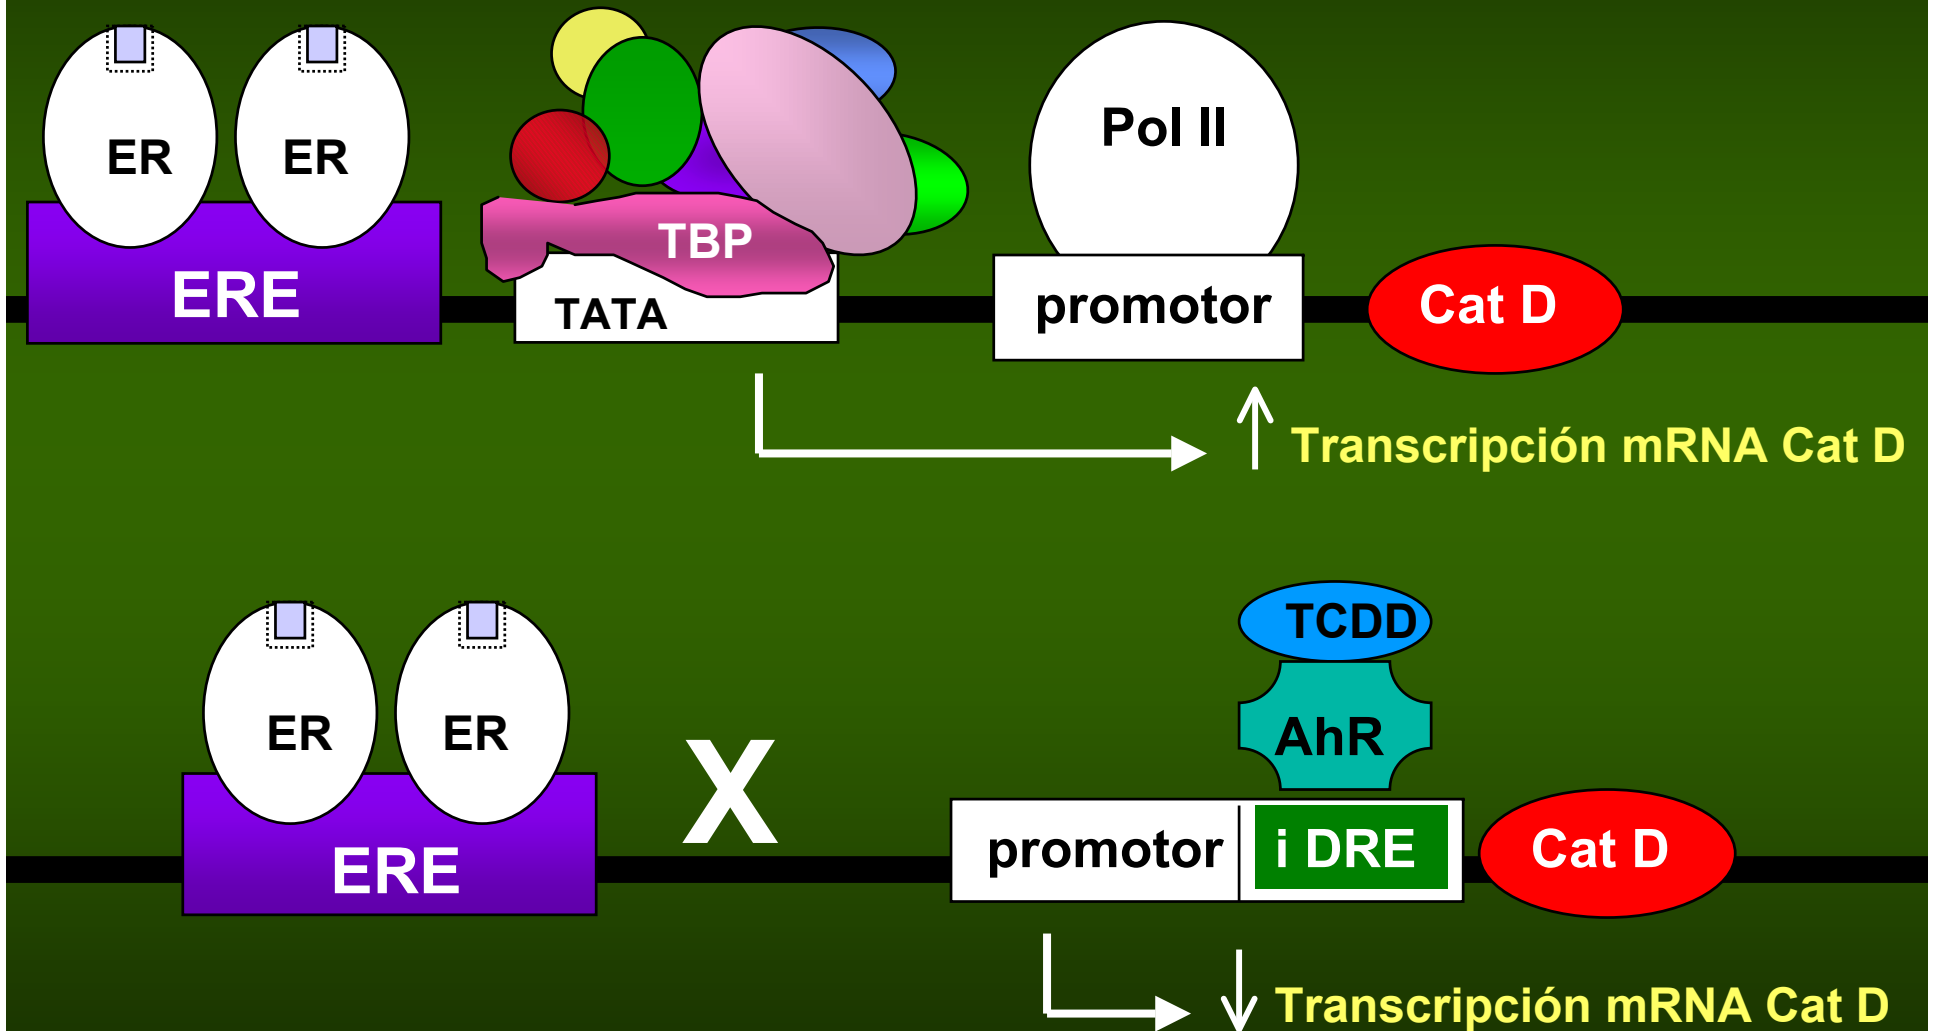 ER
ER
Pol II
TBP
ERE
TATA
promotor
Cat D
Transcripción mRNA Cat D
TCDD
ER
ER
AhR
X
ERE
promotor
i DRE
Cat D
Transcripción mRNA Cat D